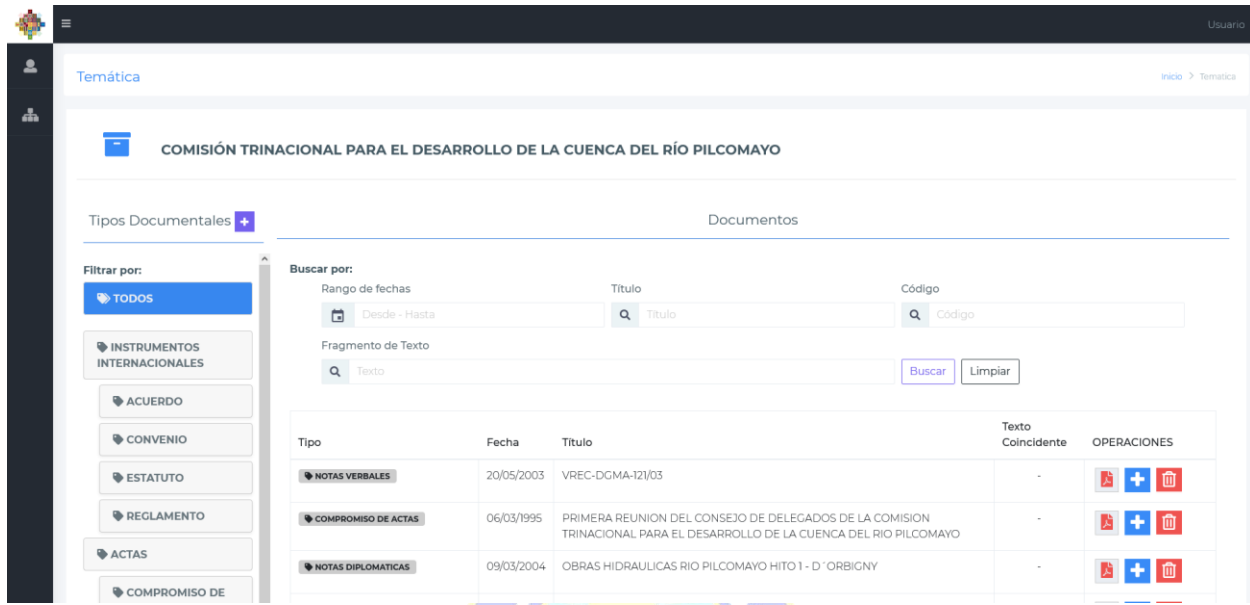 Usuario
Temática
Inicio > Tematica
COMISIÓN TRINACIONAL PARA EL DESARROLLO DE LA CUENCA DEL RÍO PILCOMAYO
Tipos Documentales +
Documentos
Filtrar por:
TODOS
INSTRUMENTOS
INTERNACIONALES
ACUERDO
CONVENIO
ESTATUTO
REGLAMENTO
ACTAS
COMPROMISO DE
Buscar por:
Rango de fechas Título Código
Desde - Hasta Título Código
Fragmento de Texto
Texto Buscar Limpiar
Tipo Fecha Título Texto
Coincidente OPERACIONES
NOTAS VERBALES 20/05/2003 VREC-DGMA-121/03 -
COMPROMISO DE ACTAS 06/03/1995 PRIMERA REUNION DEL CONSEJO DE DELEGADOS DE LA COMISION -
TRINACIONAL PARA EL DESARROLLO DE LA CUENCA DEL RIO PILCOMAYO
NOTAS DIPLOMATICAS 09/03/2004 OBRAS HIDRAULICAS RIO PILCOMAYO HITO 1 - D´ORBIGNY -